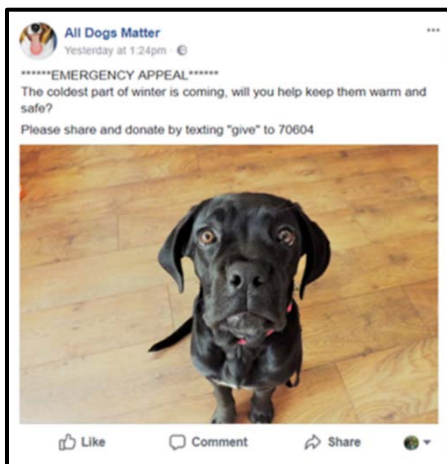 All Dogs Matter
Yesterday at 1:24pm ·
******EMERGENCY APPEAL******
The coldest part of winter is coming, will you help keep them warm and
safe?
Please share and donate by texting "give" to 70604
Like Comment Share